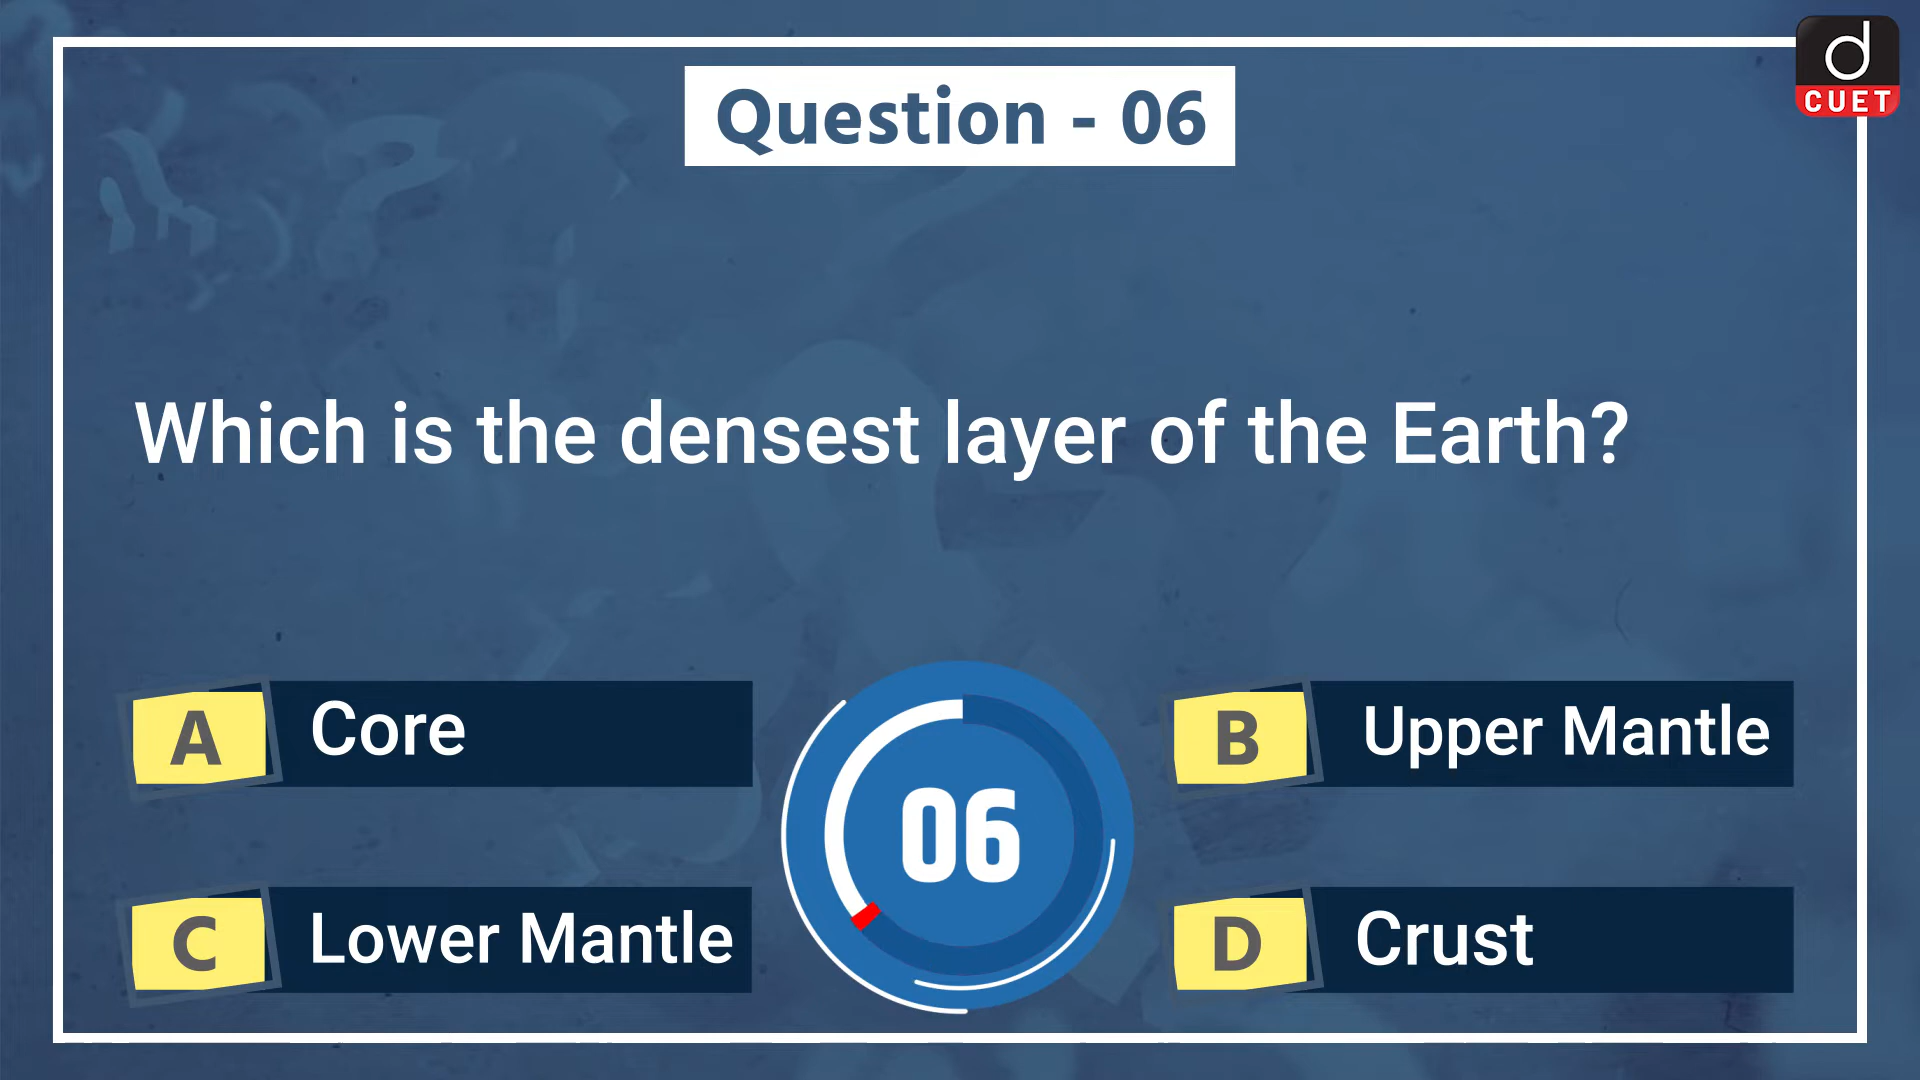 d
CUET
Question - 06
Which is the densest layer of the Earth?
A Core
B Upper Mantle
06
C Lower Mantle
D Crust